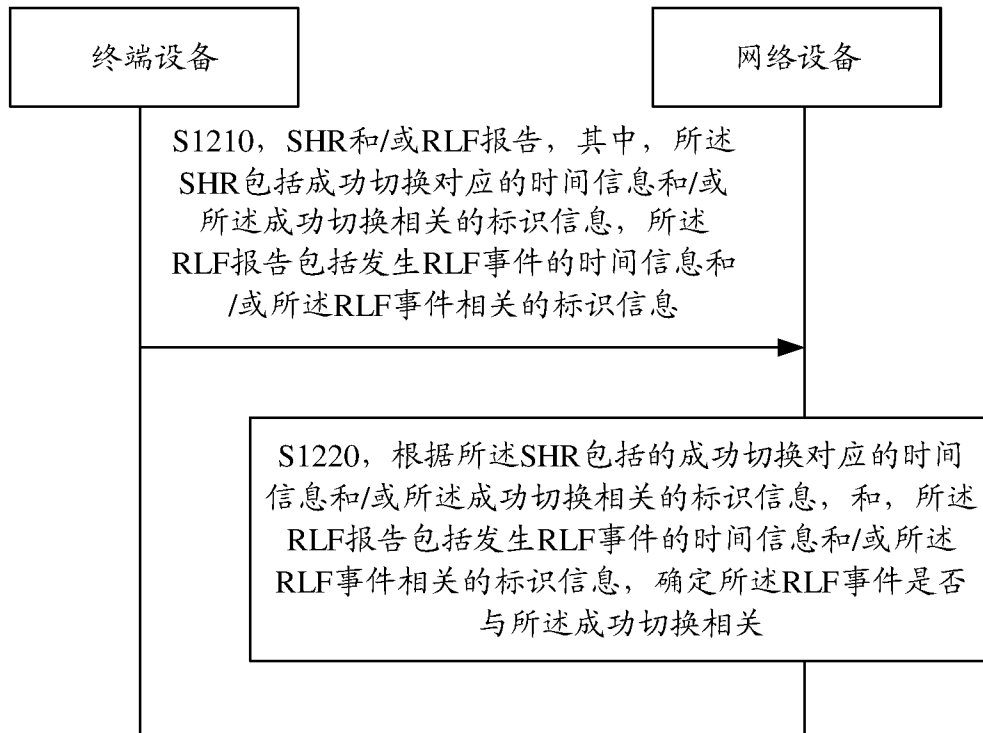 终端设备
网络设备
S1210，SHR和/或RLF报告，其中，所述
SHR包括成功切换对应的时间信息和/或
所述成功切换相关的标识信息，所述
RLF报告包括发生RLF事件的时间信息和
/或所述RLF事件相关的标识信息
S1220，根据所述SHR包括的成功切换对应的时间
信息和/或所述成功切换相关的标识信息，和，所述
RLF报告包括发生RLF事件的时间信息和/或所述
RLF事件相关的标识信息，确定所述RLF事件是否
与所述成功切换相关